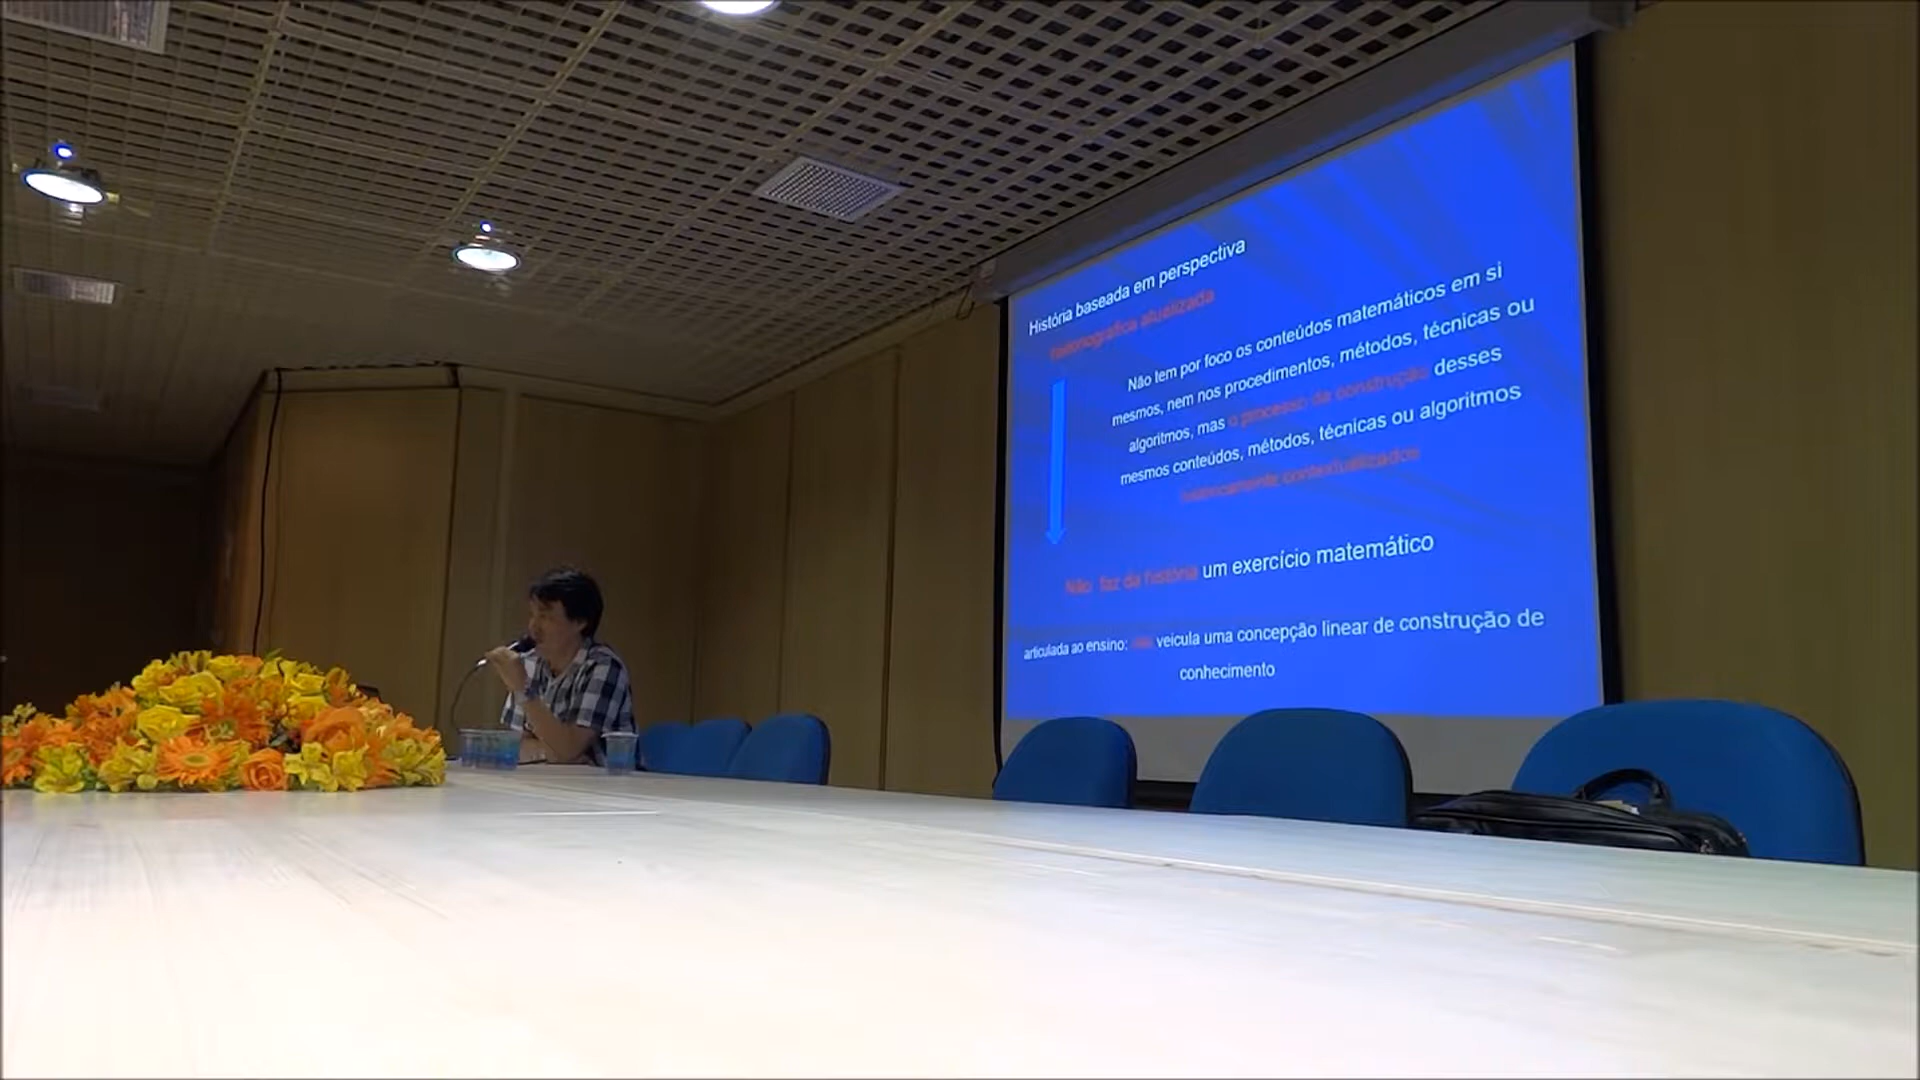 História baseada em perspectiva
historiográfica atualizada
Não tem por foco os conteúdos matemáticos em si
mesmos, nem nos procedimentos, métodos, técnicas ou
algoritmos, mas o processo da construção desses
mesmos conteúdos, métodos, técnicas ou algoritmos
historicamente contextualizados
Não faz da história um exercício matemático
articulada ao ensino: não veicula uma concepção linear de construção de
conhecimento